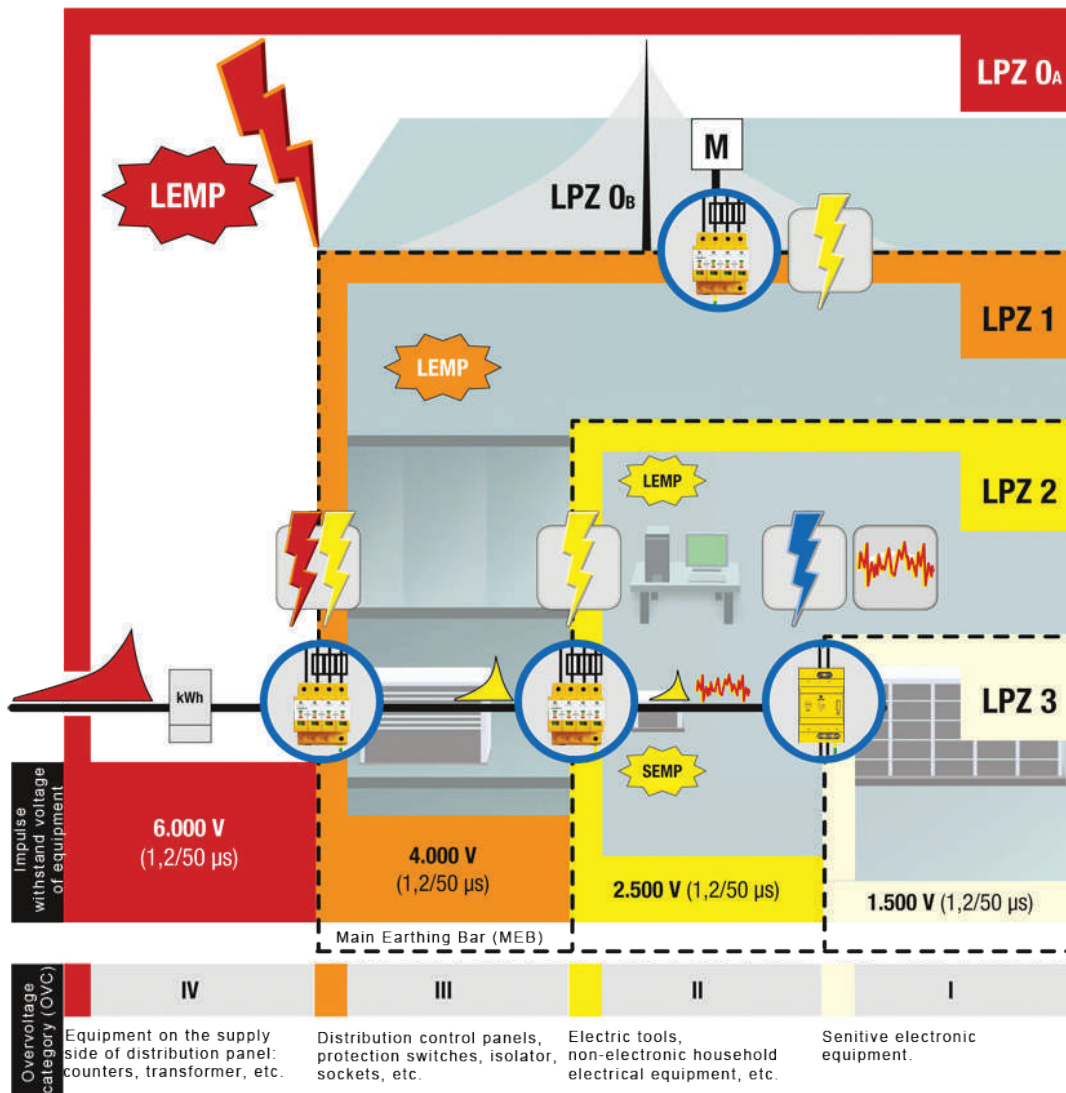 LPZ 0A
LEMP
M
LPZ 0B
LPZ 1
LEMP
LPZ 2
LEMP
kWh
LPZ 3
SEMP
Impulse
withstand voltage
of equipment
6.000 V
(1,2/50 µs)
4.000 V
(1,2/50 µs)
2.500 V (1,2/50 µs)
1.500 V (1,2/50 µs)
Main Earthing Bar (MEB)
Overvoltage
category (OVC)
IV
III
II
I
Equipment on the supply
side of distribution panel:
counters, transformer, etc.
Distribution control panels,
protection switches, isolator,
sockets, etc.
Electric tools,
non-electronic household
electrical equipment, etc.
Senitive electronic
equipment.